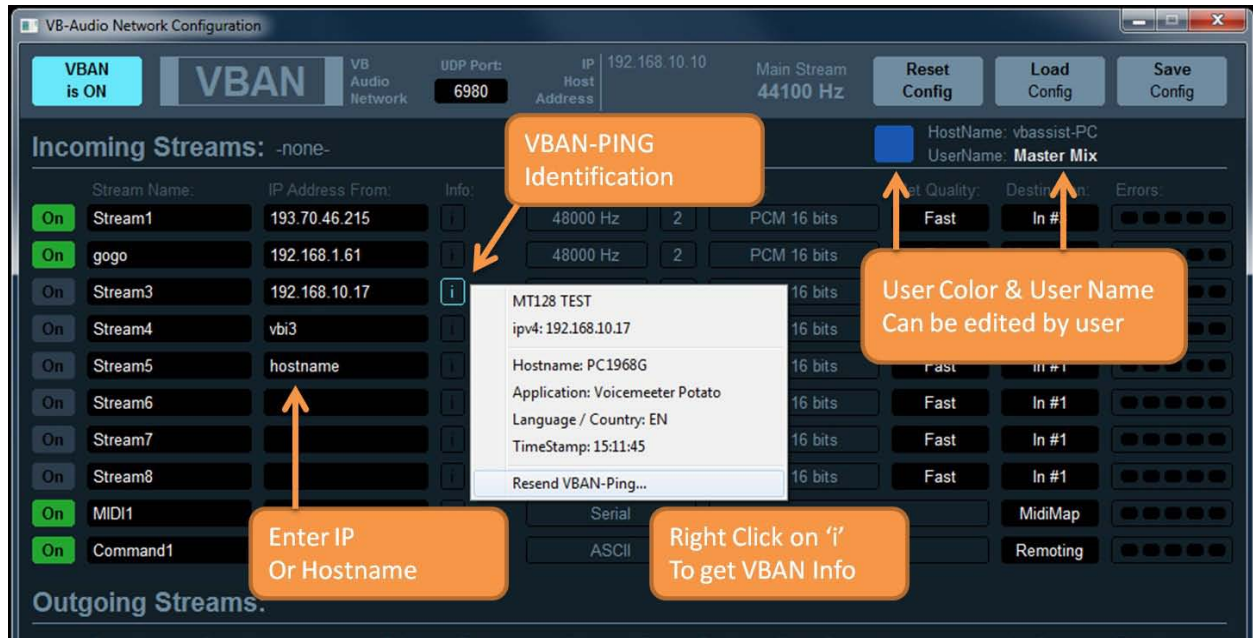 VB-Audio Network Configuration
VBAN is ON
VBAN
VB Audio Network
UDP Port:
6980
IP Host Address
192.168.10.10
Main Stream
44100 Hz
Reset Config
Load Config
Save Config
Incoming Streams: -none-
HostName: vbassist-PC
UserName: Master Mix
VBAN-PING
Identification
Stream Name: IP Address From: Info: Errors:
On Stream1 193.70.46.215 i 48000 Hz 2 PCM 16 bits Fast
On gogo 192.168.1.61 i 48000 Hz 2 PCM 16 bits
User Color & User Name
Can be edited by user
On Stream3 192.168.10.17 i 16 bits
On Stream4 vbi3 i 16 bits
On Stream5 hostname i 16 bits Fast In #1
On Stream6 i 16 bits Fast In #1
On Stream7 i 16 bits Fast In #1
On Stream8 i 16 bits Fast In #1
MT128 TEST
ipv4: 192.168.10.17
Hostname: PC1968G
Application: Voicemeeter Potato
Language / Country: EN
TimeStamp: 15:11:45
Resend VBAN-Ping...
On MIDI1 Serial MidiMap
On Command1 ASCII Remoting
Enter IP
Or Hostname
Right Click on ‘i’
To get VBAN Info
Outgoing Streams: